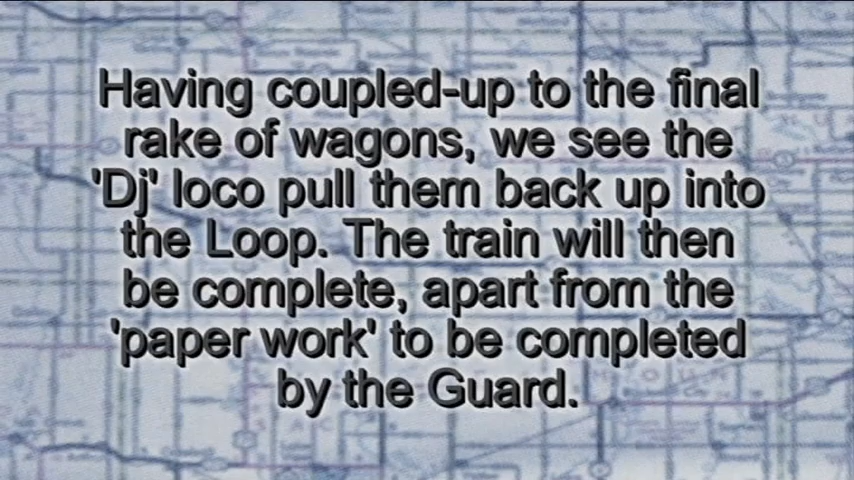 Having coupled-up to the final
rake of wagons, we see the
'Dj' loco pull them back up into
the Loop. The train will then
be complete, apart from the
'paper work' to be completed
by the Guard.